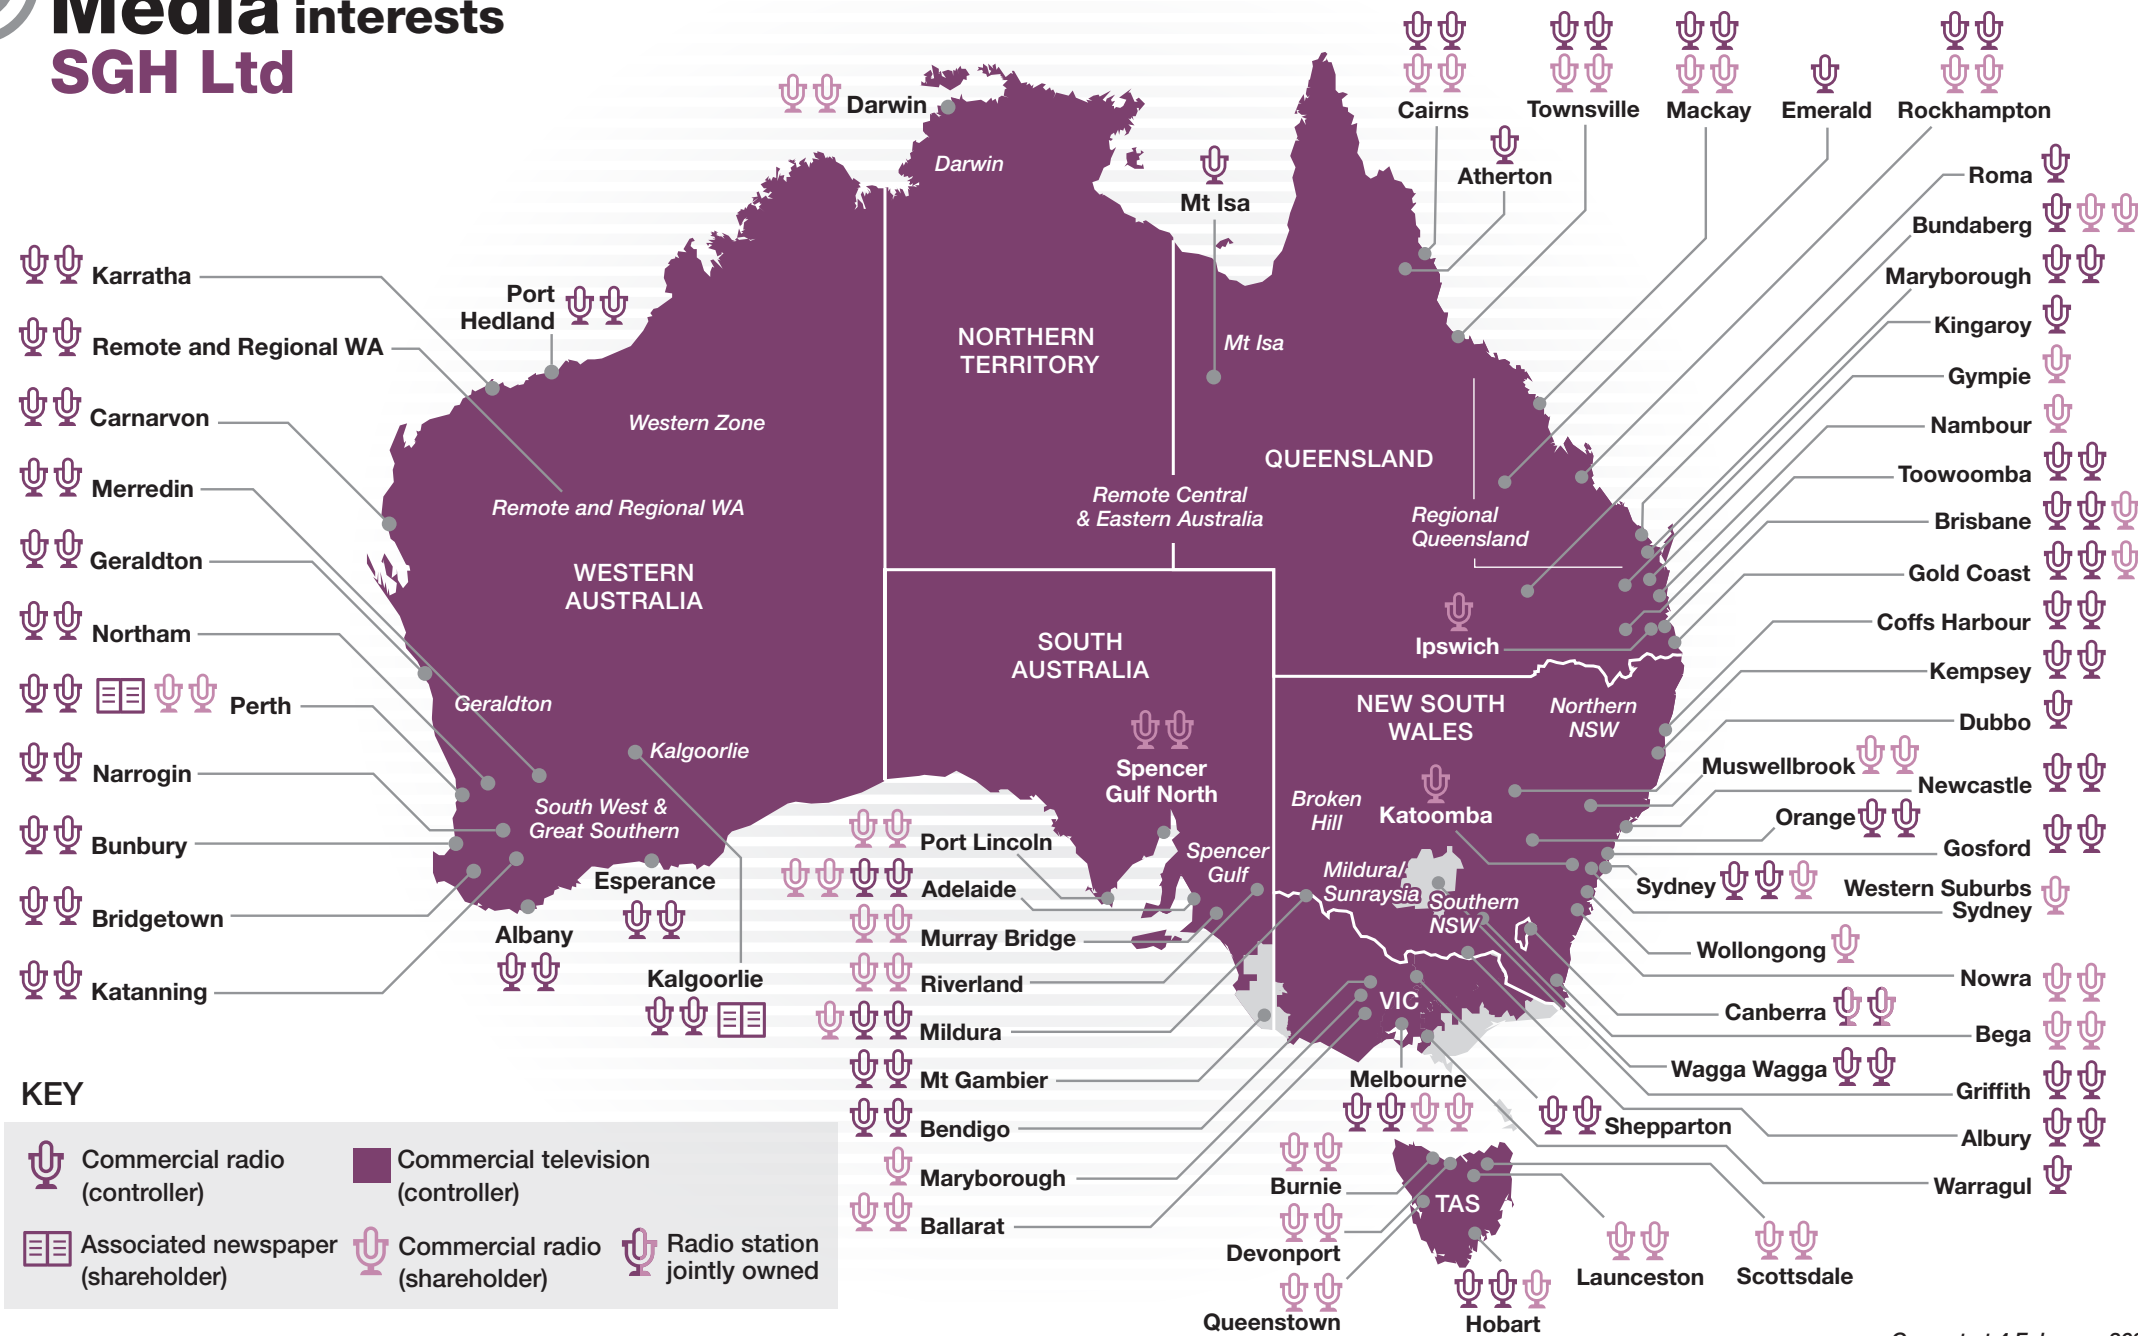 Media interests
SGH Ltd
Darwin
Cairns
Townsville
Mackay
Emerald
Rockhampton
Atherton
Mt Isa
Roma
Bundaberg
Maryborough
Kingaroy
Gympie
Nambour
Toowoomba
Brisbane
Gold Coast
Coffs Harbour
Kempsey
Dubbo
Muswellbrook
Newcastle
Orange
Gosford
Sydney
Western Suburbs
Sydney
Wollongong
Nowra
Canberra
Bega
Wagga Wagga
Griffith
Shepparton
Albury
Warragul
Karratha
Port
Hedland
Remote and Regional WA
Carnarvon
Merredin
Geraldton
Northam
Perth
Narrogin
Bunbury
Bridgetown
Katanning
Albany
Esperance
Kalgoorlie
Darwin
NORTHERN
TERRITORY
Mt Isa
Western Zone
QUEENSLAND
Remote and Regional WA
Remote Central
& Eastern Australia
Regional
Queensland
WESTERN
AUSTRALIA
SOUTH
AUSTRALIA
Ipswich
Geraldton
Kalgoorlie
South West &
Great Southern
NEW SOUTH
WALES
Northern
NSW
Spencer
Gulf North
Broken
Hill
Katoomba
Spencer
Gulf
Mildura/
Sunraysia
Southern
NSW
VIC
Port Lincoln
Adelaide
Murray Bridge
Riverland
Mildura
Mt Gambier
Bendigo
Maryborough
Ballarat
Melbourne
Burnie
Devonport
Queenstown
TAS
Launceston
Scottsdale
Hobart
KEY
Commercial radio
(controller)
Commercial television
(controller)
Associated newspaper
(shareholder)
Commercial radio
(shareholder)
Radio station
jointly owned